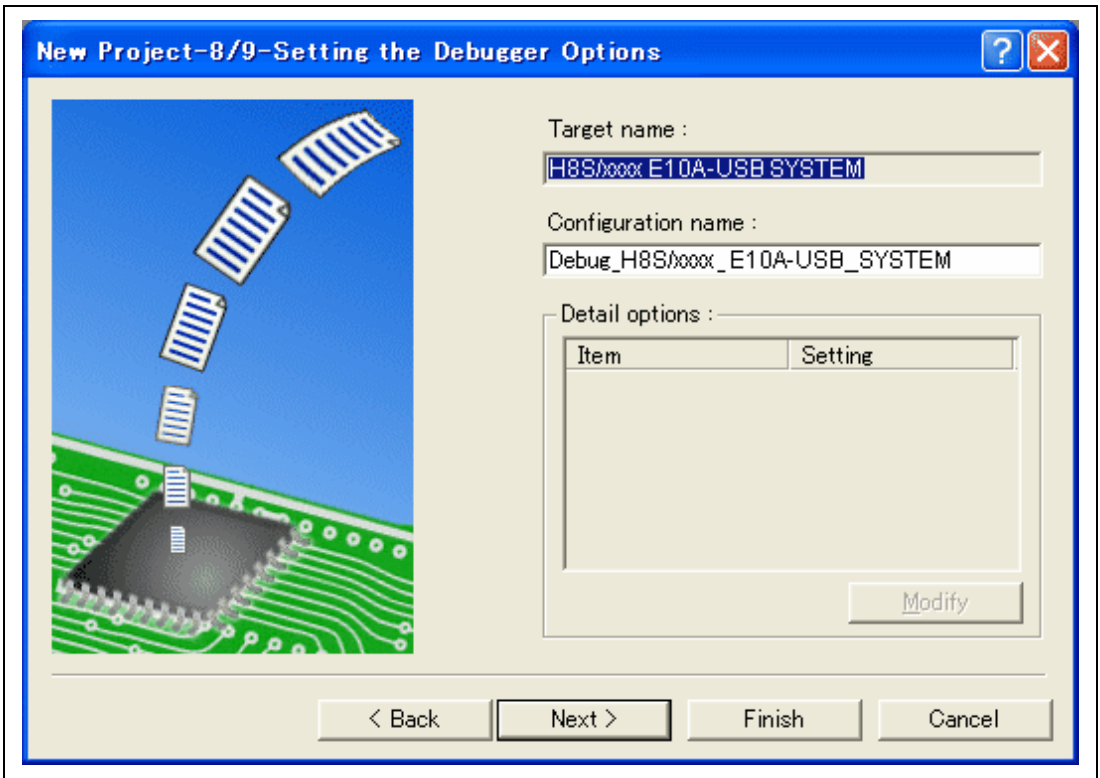 New Project-8/9-Setting the Debugger Options
Target name :
H8S/xxxx E10A-USB SYSTEM
Configuration name :
Debug_H8S/xxxx_E10A-USB_SYSTEM
Detail options :
Item Setting
Modify
< Back Next > Finish Cancel